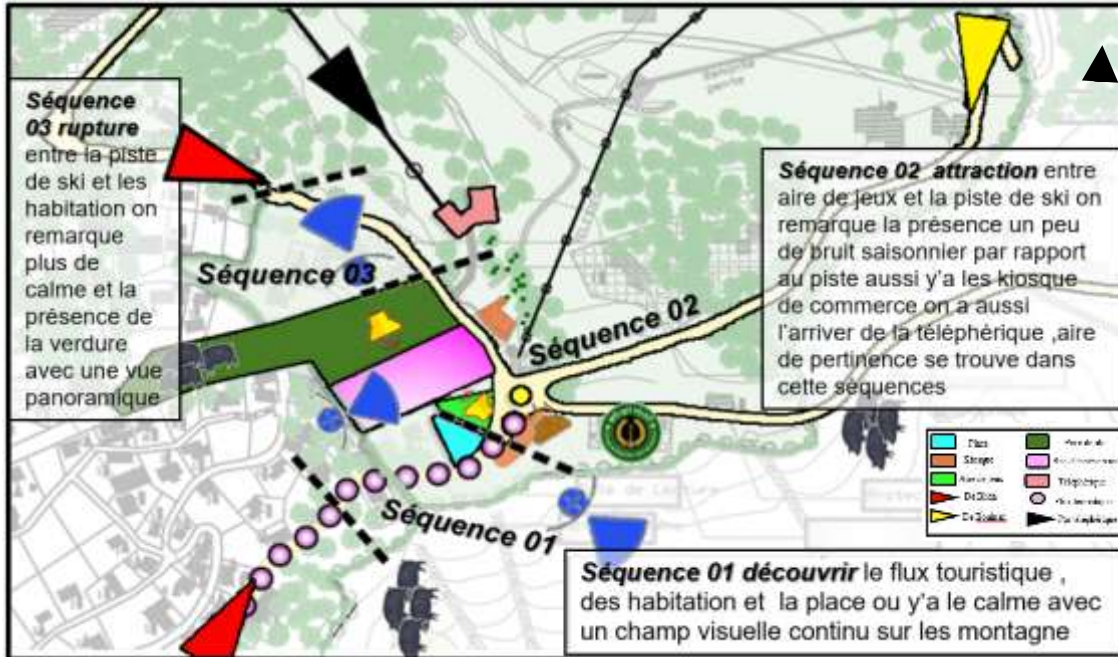 Séquence
03 rupture
entre la piste
de ski et les
habitation on
remarque
plus de
calme et la
présence de
la verdure
avec une vue
panoramique
Séquence 03
Séquence 02
Séquence 02 attraction entre
aire de jeux et la piste de ski on
remarque la présence un peu
de bruit saisonnier par rapport
au piste aussi y'a les kiosque
de commerce on a aussi
l'arriver de la téléphérique ,aire
de pertinence se trouve dans
cette séquences
Séquence 01
Séquence 01 découvrir le flux touristique ,
des habitation et la place ou y'a le calme avec
un champ visuelle continu sur les montagne
Téléphérique